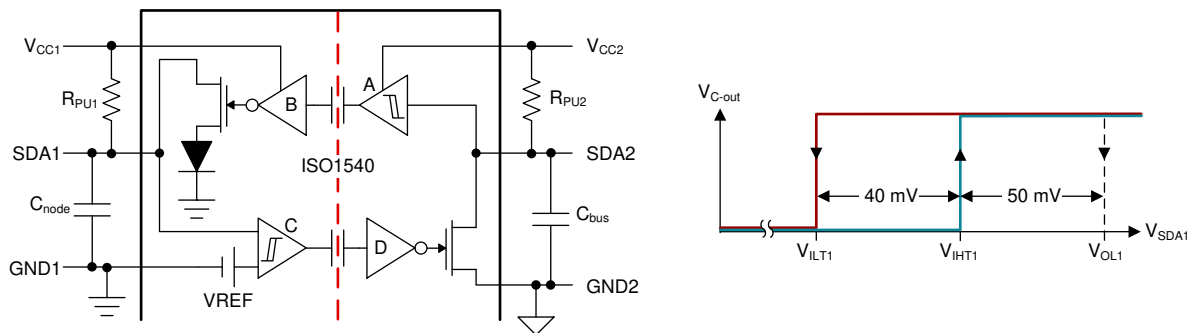 VCC1
VCC2
A
B
RPU1
RPU2
SDA1
ISO1540
SDA2
Cnode
C
D
Cbus
GND1
VREF
GND2
VC-out
40 mV
50 mV
VSDA1
VILT1
VIHT1
VOL1